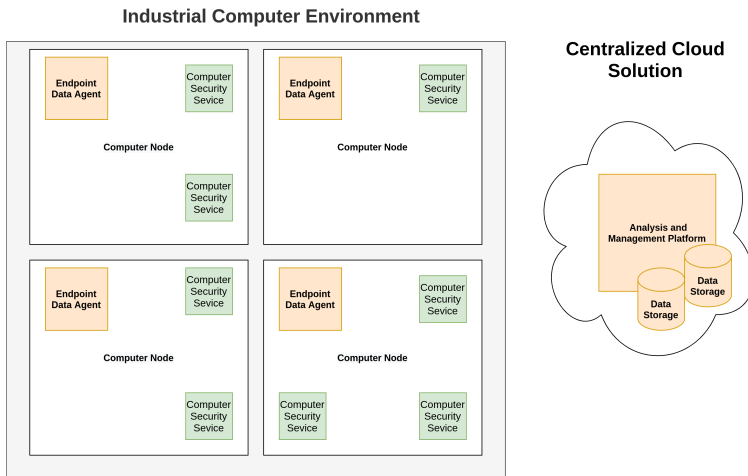 Industrial Computer Environment
Centralized Cloud
Solution
Endpoint
Data Agent
Computer
Security
Sevice
Computer Node
Computer
Security
Sevice
Endpoint
Data Agent
Computer
Security
Sevice
Computer Node
Endpoint
Data Agent
Computer
Security
Sevice
Computer Node
Computer
Security
Sevice
Endpoint
Data Agent
Computer
Security
Sevice
Computer Node
Computer
Security
Sevice
Computer
Security
Sevice
Analysis and
Management Platform
Data
Storage
Data
Storage